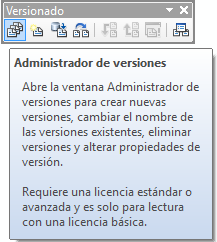 Versionado
Administrador de versiones
Abre la ventana Administrador de
versiones para crear nuevas
versiones, cambiar el nombre de
las versiones existentes, eliminar
versiones y alterar propiedades de
versión.
Requiere una licencia estándar o
avanzada y es solo para lectura
con una licencia básica.